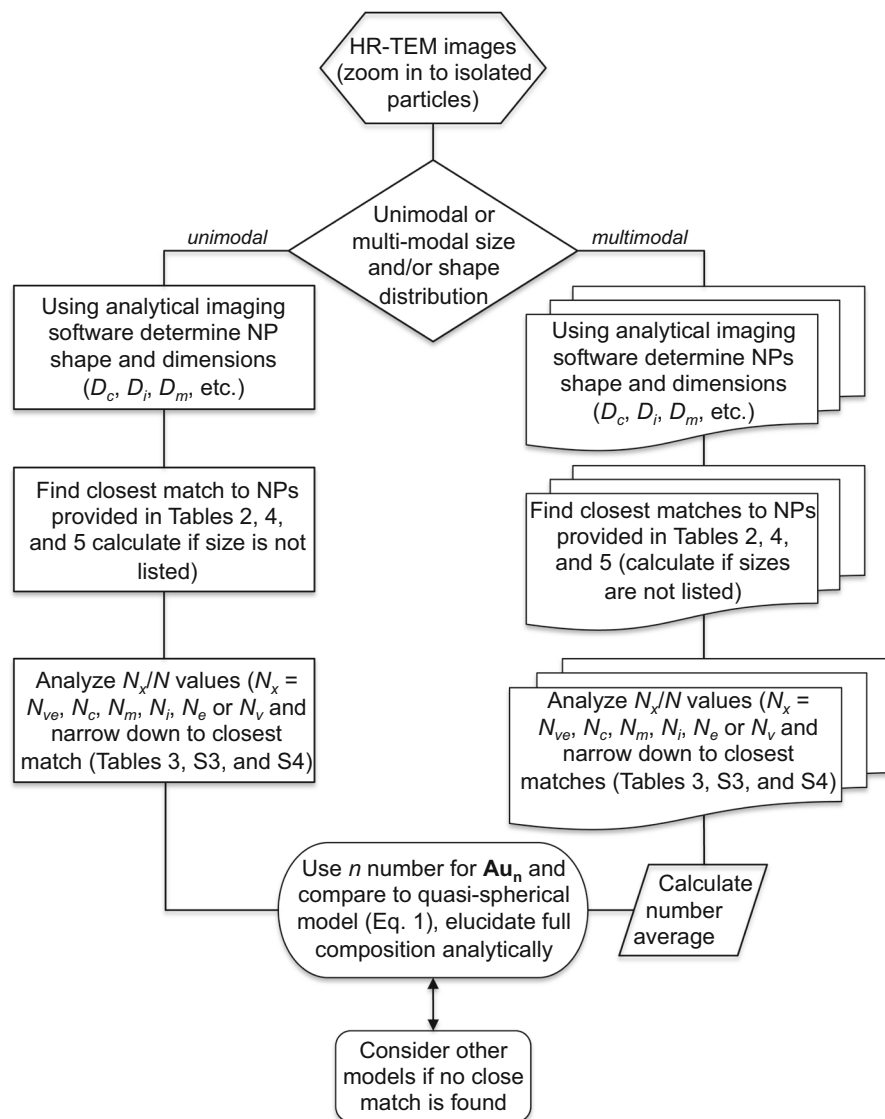 HR-TEM images
(zoom in to isolated
particles)
Unimodal or
multi-modal size
and/or shape
distribution
unimodal
multimodal
Using analytical imaging
software determine NP
shape and dimensions
(Dc, Di, Dm, etc.)
Find closest match to NPs
provided in Tables 2, 4,
and 5 calculate if size is not
listed)
Analyze Nx/N values (Nx =
Nve, Nc, Nm, Ni, Ne or Nv and
narrow down to closest
match (Tables 3, S3, and S4)
Using analytical imaging
software determine NPs
shape and dimensions
(Dc, Di, Dm, etc.)
Find closest matches to NPs
provided in Tables 2, 4,
and 5 (calculate if sizes
are not listed)
Analyze Nx/N values (Nx =
Nve, Nc, Nm, Ni, Ne or Nv and
narrow down to closest
matches (Tables 3, S3, and S4)
Calculate
number
average
Use n number for Aun and
compare to quasi-spherical
model (Eq. 1), elucidate full
composition analytically
Consider other
models if no close
match is found